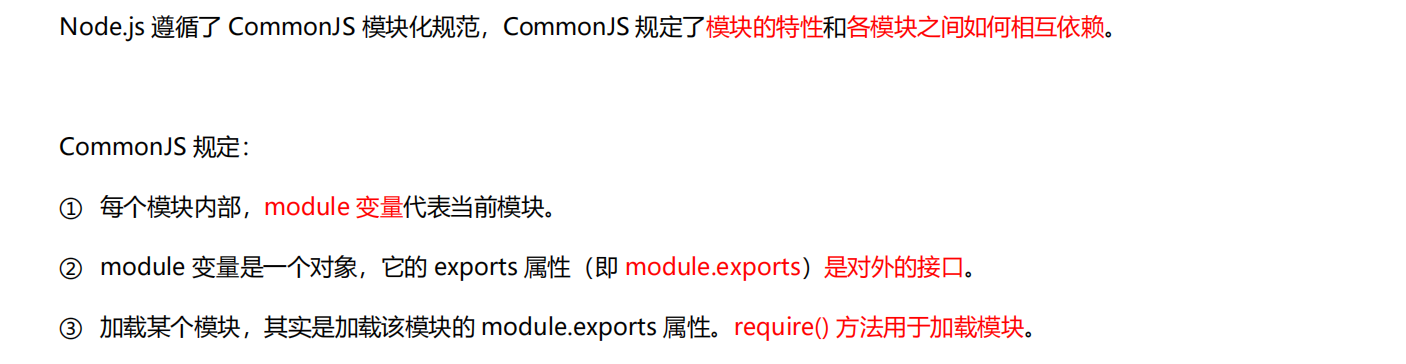 Node.js 遵循了 CommonJS 模块化规范，CommonJS 规定了模块的特性和各模块之间如何相互依赖。
CommonJS 规定：
① 每个模块内部，module 变量代表当前模块。
② module 变量是一个对象，它的 exports 属性（即 module.exports）是对外的接口。
③ 加载某个模块，其实是加载该模块的 module.exports 属性。require() 方法用于加载模块。